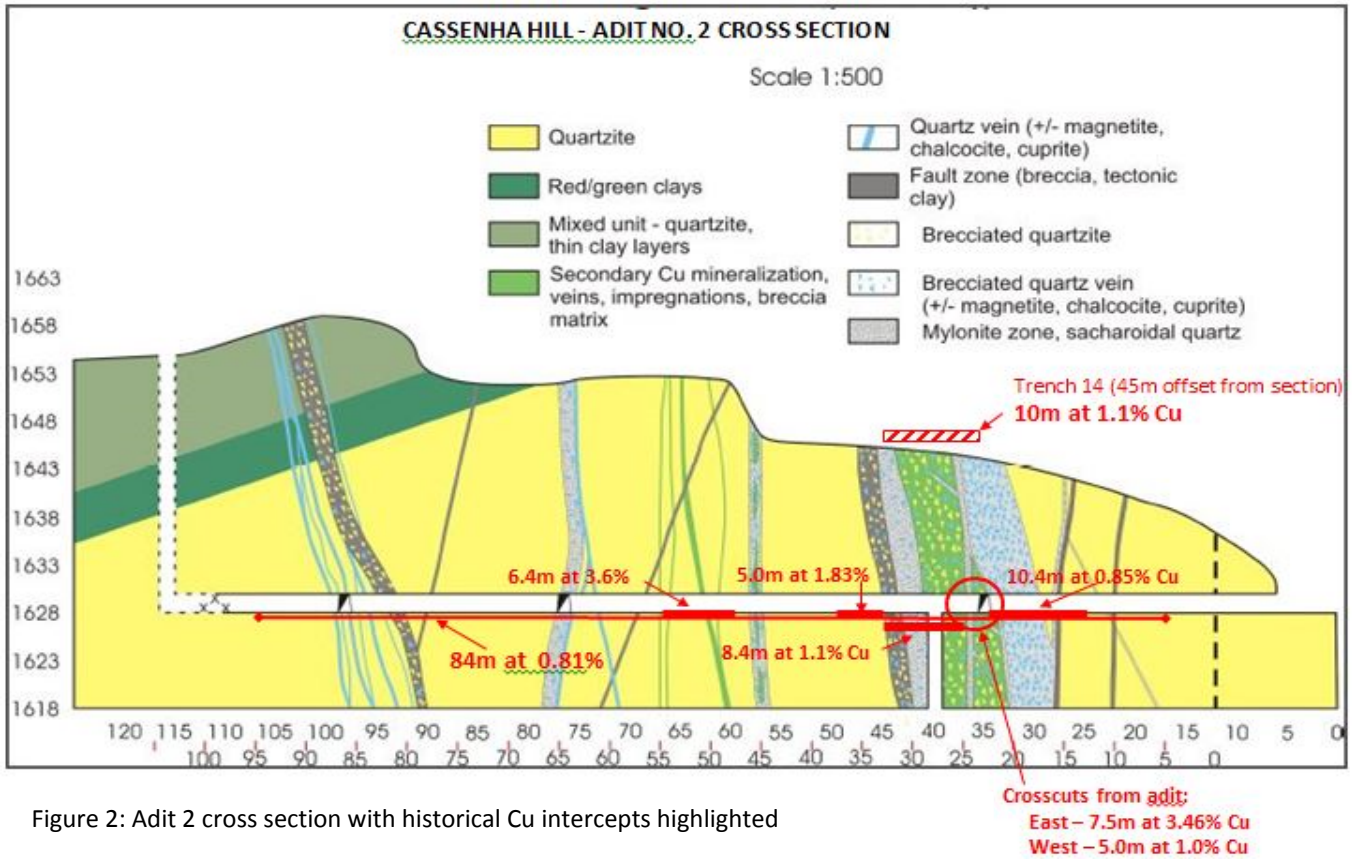 CASSENHA HILL - ADIT NO. 2 CROSS SECTION
Scale 1:500
Quartzite
Red/green clays
Mixed unit - quartzite,
thin clay layers
Secondary Cu mineralization,
veins, impregnations, breccia
matrix
Quartz vein (+/- magnetite,
chalcocite, cuprite)
Fault zone (breccia, tectonic
clay)
Brecciated quartzite
Brecciated quartz vein
(+/- magnetite, chalcocite, cuprite)
Mylonite zone, sacharoidal quartz
1663
1658
1653
1648
1643
1638
1633
1628
1623
1618
Trench 14 (45m offset from section)
10m at 1.1% Cu
6.4m at 3.6%
5.0m at 1.83%
10.4m at 0.85% Cu
84m at 0.81%
8.4m at 1.1% Cu
120 115 110 105 100 95 90 85 80 75 70 65 60 55 50 45 40 35 30 25 20 15 10 5 0
100 95 90 85 80 75 70 65 60 55 50 45 40 35 30 25 20 15 10 5 0
Crosscuts from adit:
East – 7.5m at 3.46% Cu
West – 5.0m at 1.0% Cu
Figure 2: Adit 2 cross section with historical Cu intercepts highlighted